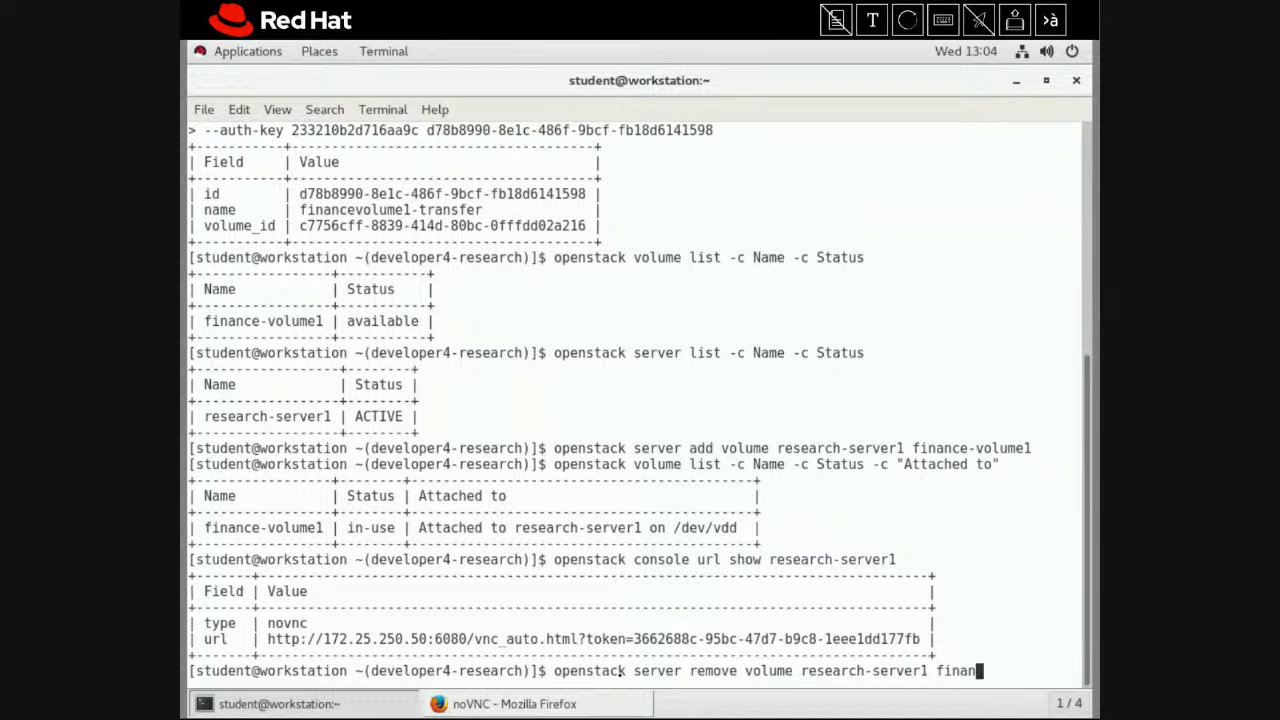 Red Hat
T
›à
Applications Places Terminal Wed 13:04
student@workstation:~
File Edit View Search Terminal Help
> --auth-key 233210b2d716aa9c d78b8990-8e1c-486f-9bcf-fb18d6141598
+------------+--------------------------------------+
| Field | Value |
+------------+--------------------------------------+
| id | d78b8990-8e1c-486f-9bcf-fb18d6141598 |
| name | financevolume1-transfer |
| volume_id | c7756cff-8839-414d-80bc-0fffdd02a216 |
+------------+--------------------------------------+
[student@workstation ~(developer4-research)]$ openstack volume list -c Name -c Status
+-----------------+-----------+
| Name | Status |
+-----------------+-----------+
| finance-volume1 | available |
+-----------------+-----------+
[student@workstation ~(developer4-research)]$ openstack server list -c Name -c Status
+------------------+--------+
| Name | Status |
+------------------+--------+
| research-server1 | ACTIVE |
+------------------+--------+
[student@workstation ~(developer4-research)]$ openstack server add volume research-server1 finance-volume1
[student@workstation ~(developer4-research)]$ openstack volume list -c Name -c Status -c "Attached to"
+-----------------+--------+-------------------------------------------+
| Name | Status | Attached to |
+-----------------+--------+-------------------------------------------+
| finance-volume1 | in-use | Attached to research-server1 on /dev/vdd |
+-----------------+--------+-------------------------------------------+
[student@workstation ~(developer4-research)]$ openstack console url show research-server1
+-------+------------------------------------------------------------------------------------+
| Field | Value |
+-------+------------------------------------------------------------------------------------+
| type | novnc |
| url | http://172.25.250.50:6080/vnc_auto.html?token=3662688c-95bc-47d7-b9c8-1eee1dd177fb |
+-------+------------------------------------------------------------------------------------+
[student@workstation ~(developer4-research)]$ openstack server remove volume research-server1 finan
student@workstation:~ noVNC - Mozilla Firefox 1 / 4